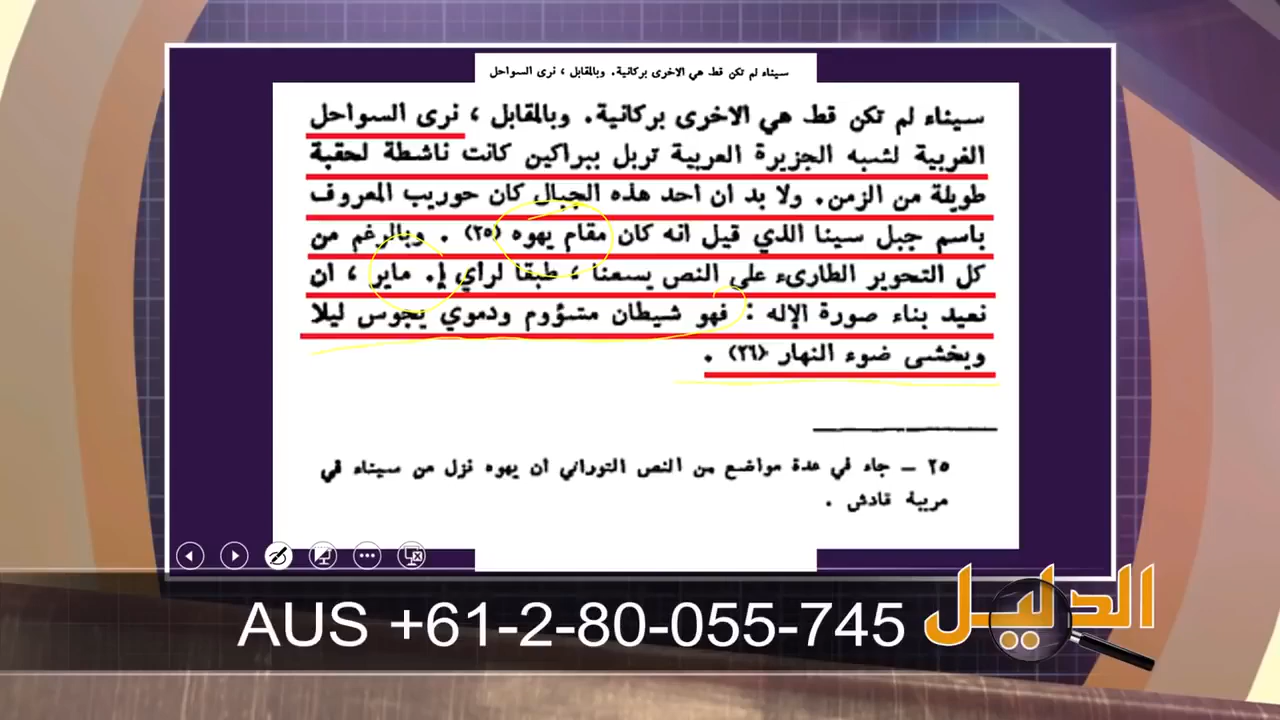 سيناء لم تكن قط هي الاخرى بركانية. وبالمقابل ، نرى السواحل
سيناء لم تكن قط هي الاخرى بركانية. وبالمقابل ، نرى السواحل
الغربية لشبه الجزيرة العربية تربل ببراكين كانت ناشطة لحقبة
طويلة من الزمن. ولا بد ان احد هذه الجبال كان حوريب المعروف
باسم جبل سينا الذي قيل انه كان مقام يهوه (٢٥) . وبالرغم من
كل التحوير الطارىء على النص يسعنا ، طبقا لرأي إ. ماير ، ان
نعيد بناء صورة الإله : فهو شيطان مشؤوم ودموي يجوس ليلا
ويخشى ضوء النهار (٢٦) .
٢٥ – جاء في عدة مواضع من النص التوراتي ان يهوه نزل من سيناء في
مريبة قادش .
الدليل
AUS +61-2-80-055-745